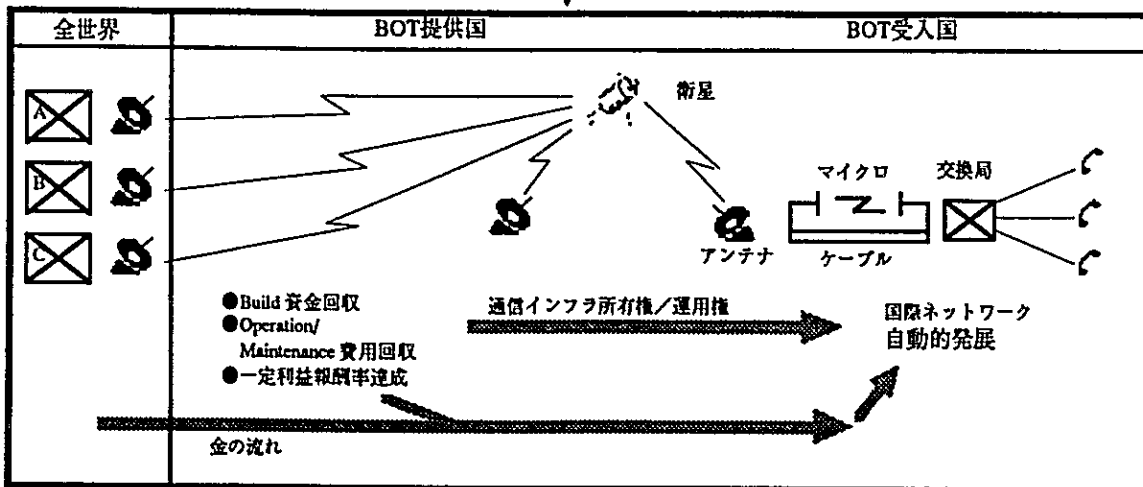 全世界
BOT提供国
BOT受入国
衛星
A
B
C
マイクロ
交換局
アンテナ
ケーブル
●Build 資金回収
●Operation/
Maintenance 費用回収
●一定利益報酬率達成
通信インフラ所有権/運用権
国際ネットワーク
自動的発展
金の流れ